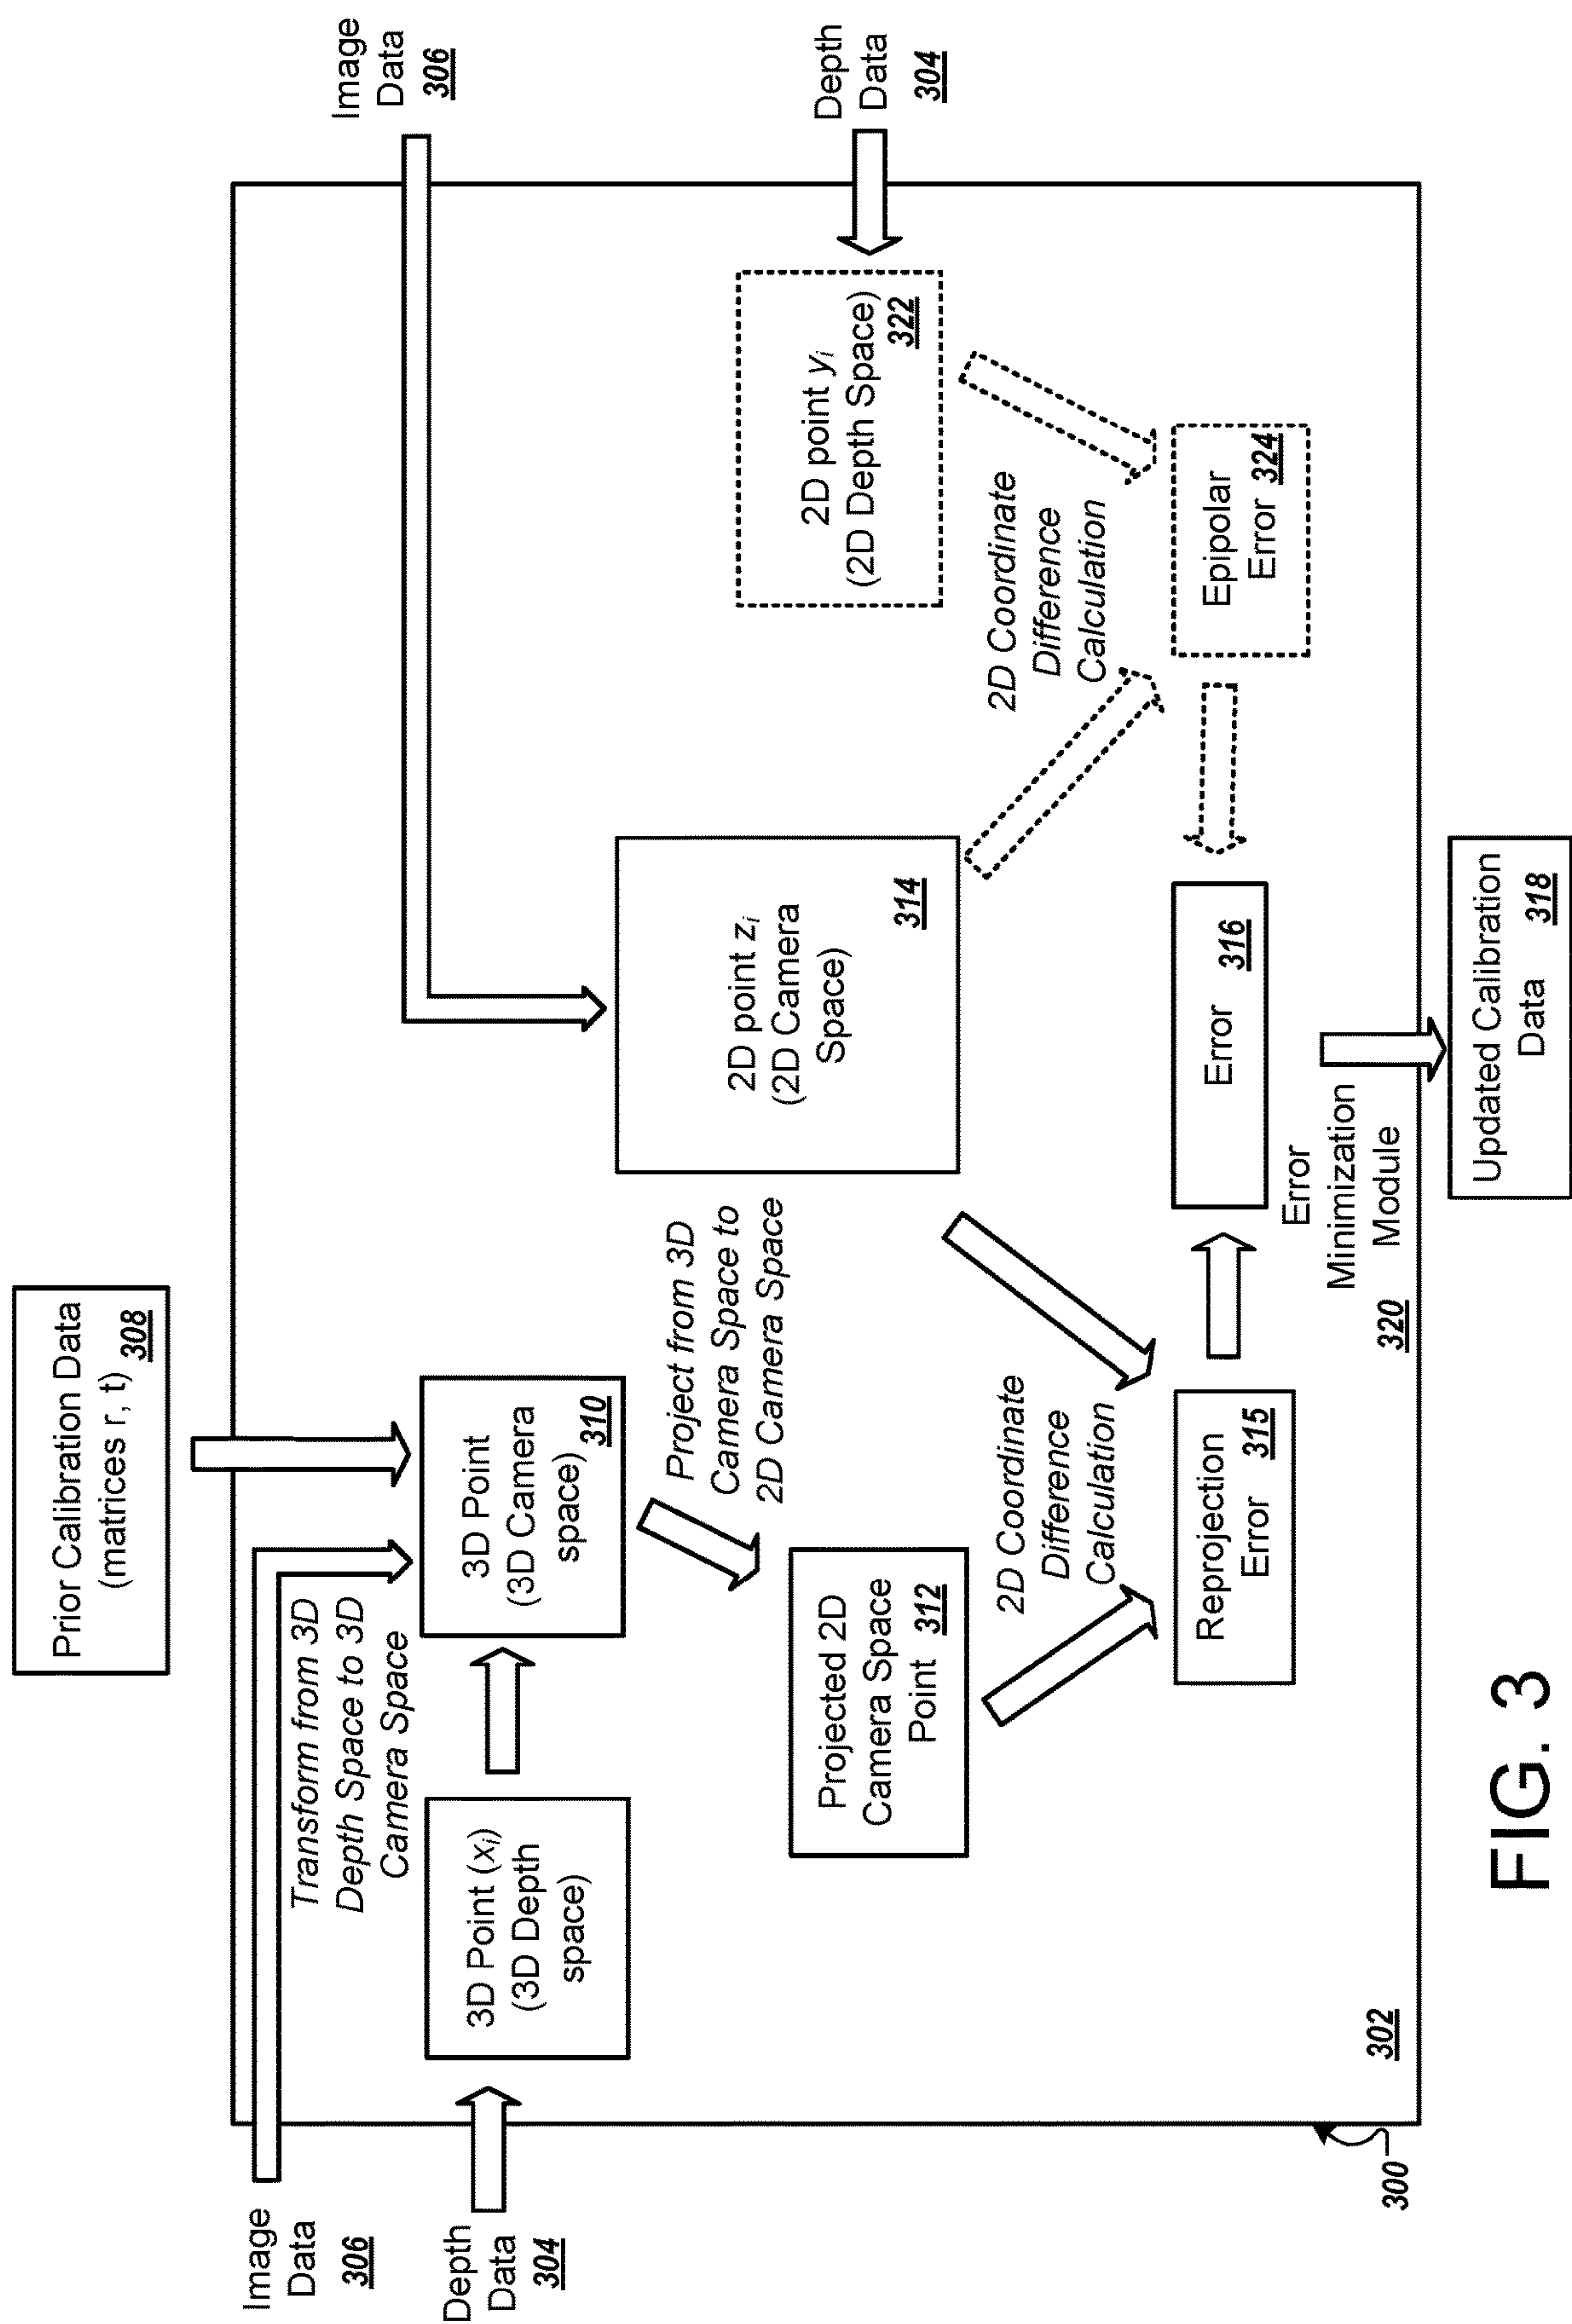 Prior Calibration Data
(matrices r, t)
308
Image
Data
306
Image
Data
306
Transform from 3D
Depth Space to 3D
Camera Space
Depth
Data
304
3D Point (xi)
(3D Depth
space)
3D Point
(3D Camera
space)
310
Project from 3D
Camera Space to
2D Camera Space
2D point zi
(2D Camera
Space)
314
2D point yi
(2D Depth Space)
322
Depth
Data
304
Projected 2D
Camera Space
Point 312
2D Coordinate
Difference
Calculation
2D Coordinate
Difference
Calculation
Reprojection
Error 315
Error 316
Epipolar
Error 324
Error
Minimization
Module
320
302
300
Updated Calibration
Data 318
FIG. 3